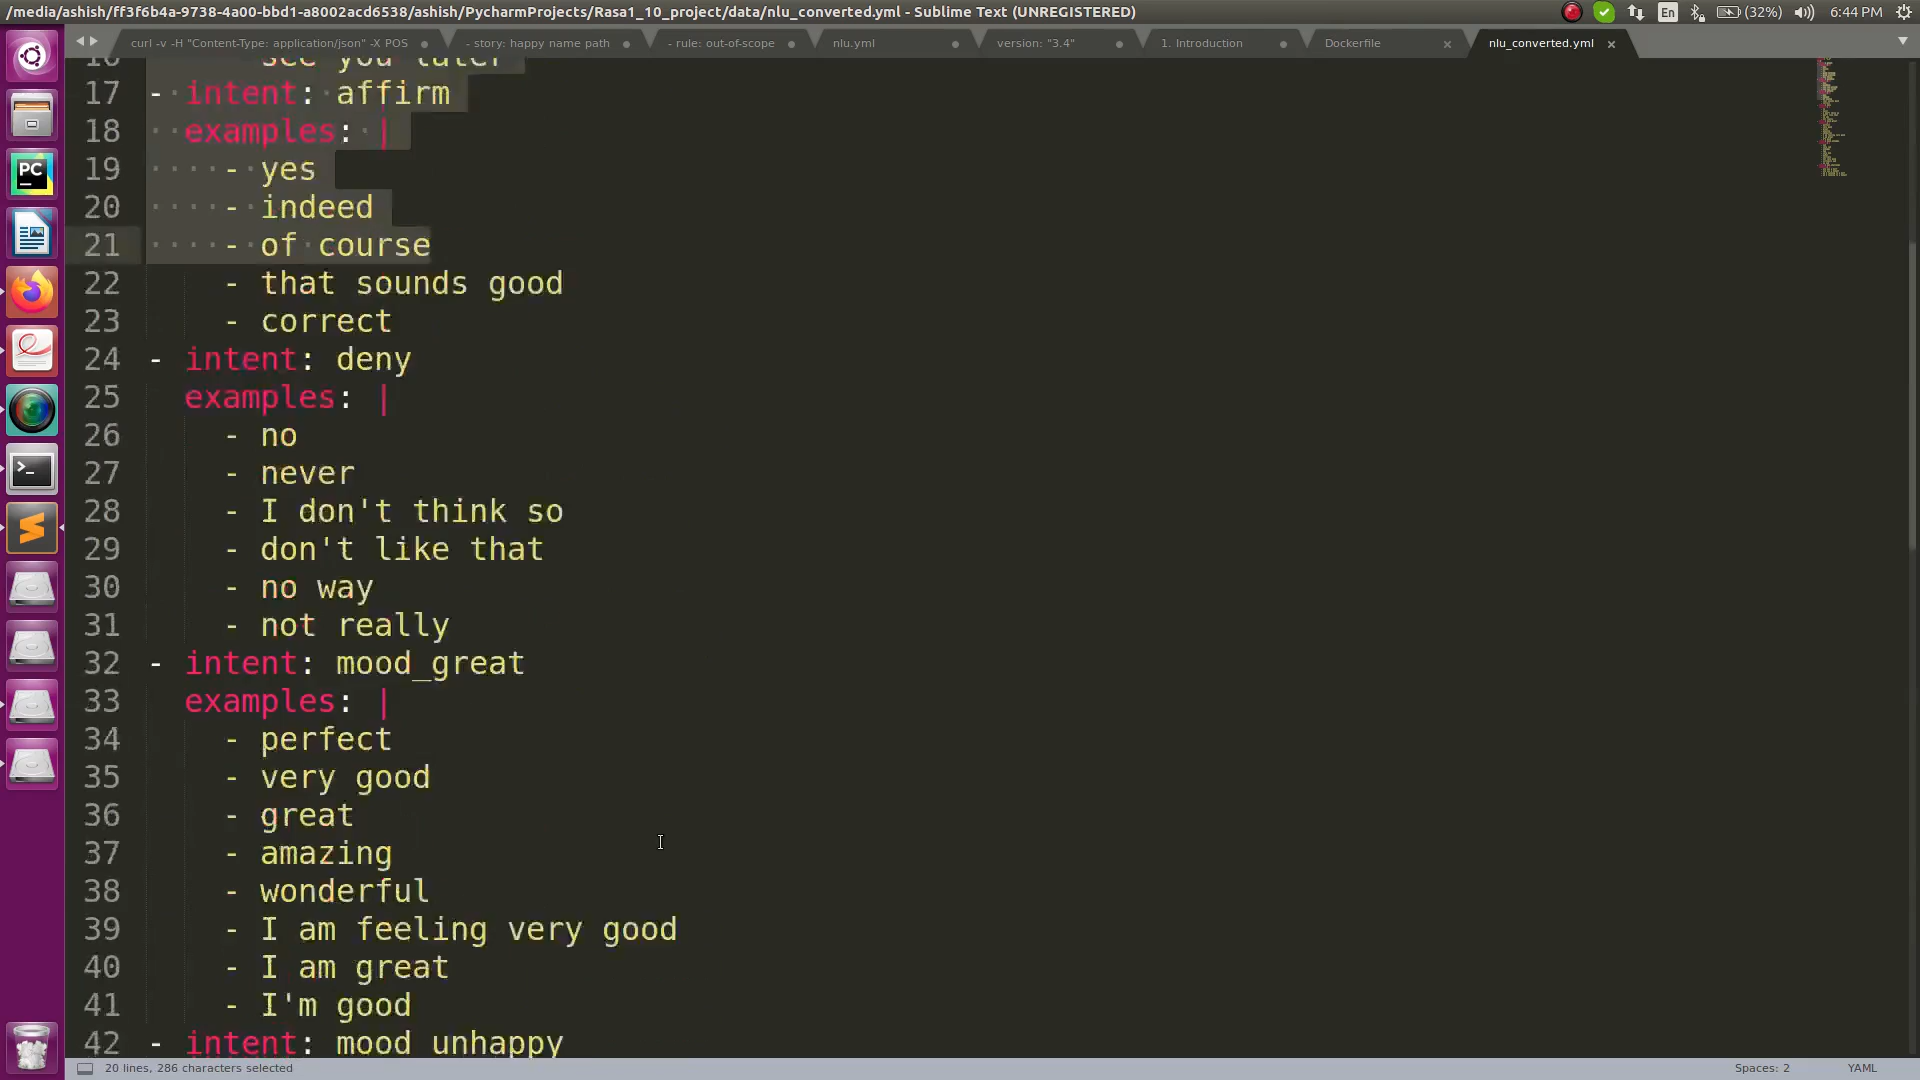 /media/ashish/ff3f6b4a-9738-4a00-bbd1-a8002acd6538/ashish/PycharmProjects/Rasa1_10_project/data/nlu_converted.yml - Sublime Text (UNREGISTERED)
En (32%) 6:44 PM
curl -v -H "Content-Type: application/json" -X POS - story: happy name path - rule: out-of-scope nlu.yml version: "3.4" 1. Introduction Dockerfile nlu_converted.yml
16 - see you later
17 - intent: affirm
18 examples: |
19 - yes
20 - indeed
21 - of course
22 - that sounds good
23 - correct
24 - intent: deny
25 examples: |
26 - no
27 - never
28 - I don't think so
29 - don't like that
30 - no way
31 - not really
32 - intent: mood_great
33 examples: |
34 - perfect
35 - very good
36 - great
37 - amazing
38 - wonderful
39 - I am feeling very good
40 - I am great
41 - I'm good
42 - intent: mood_unhappy
20 lines, 286 characters selected Spaces: 2 YAML
PC